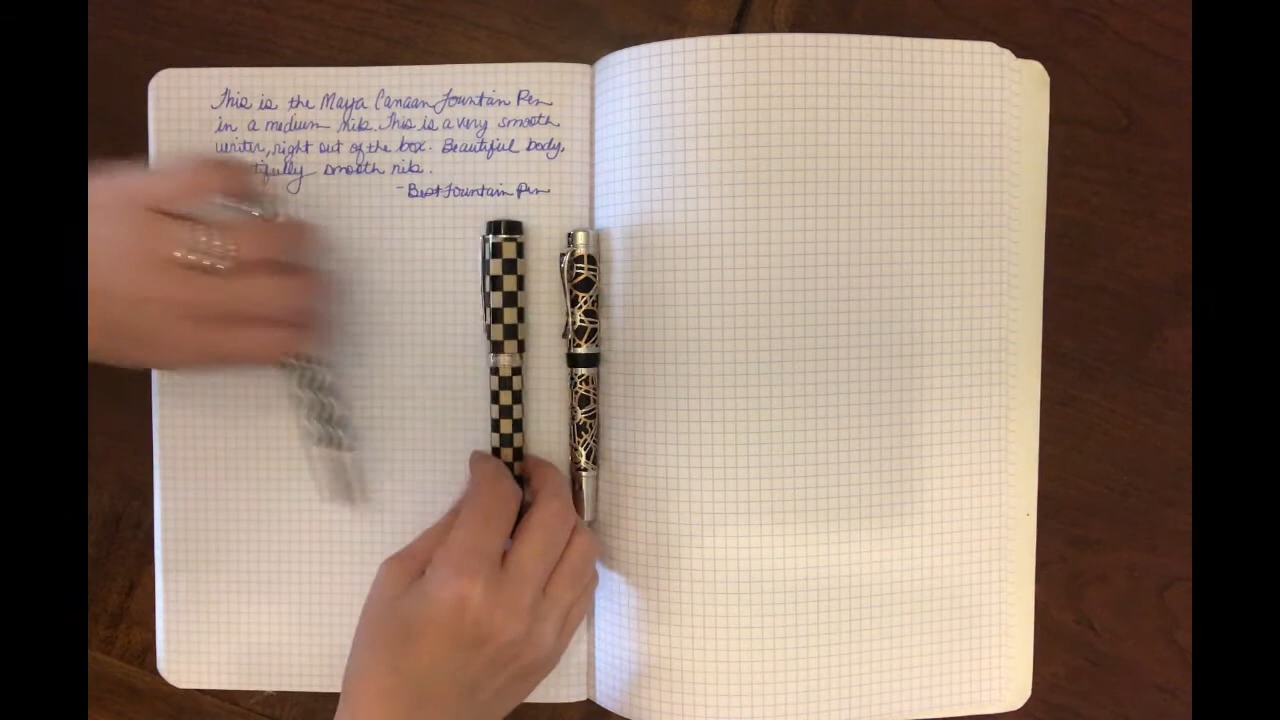 This is the Maya Canaan Fountain Pen
in a medium nib. This is a very smooth
writer, right out of the box. Beautiful body,
smooth nib.
- Best Fountain Pen